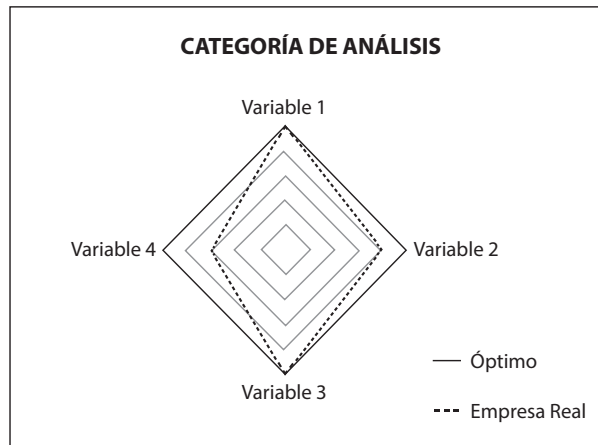 CATEGORÍA DE ANÁLISIS
Variable 1
Variable 4
Variable 2
Variable 3
Óptimo
Empresa Real